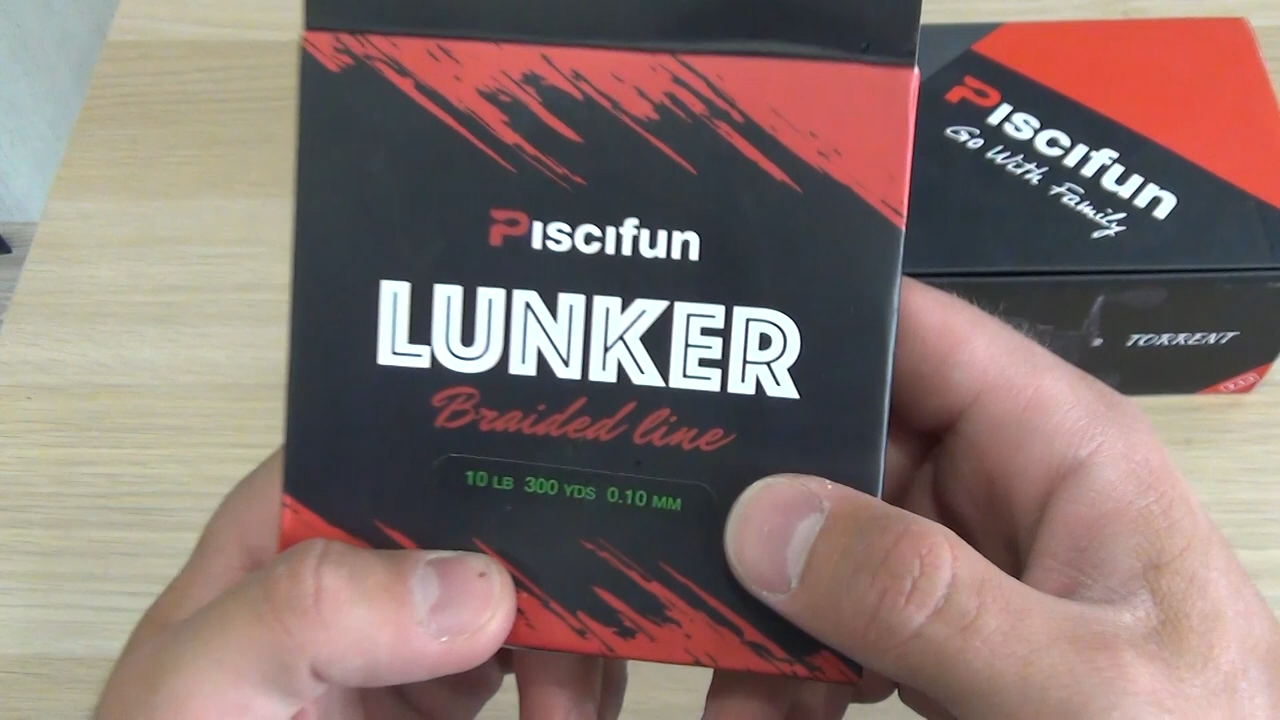 Piscifun
LUNKER
Braided line
10 LB 300 YDS 0.10 MM
Piscifun
Go With Family
TORRENT